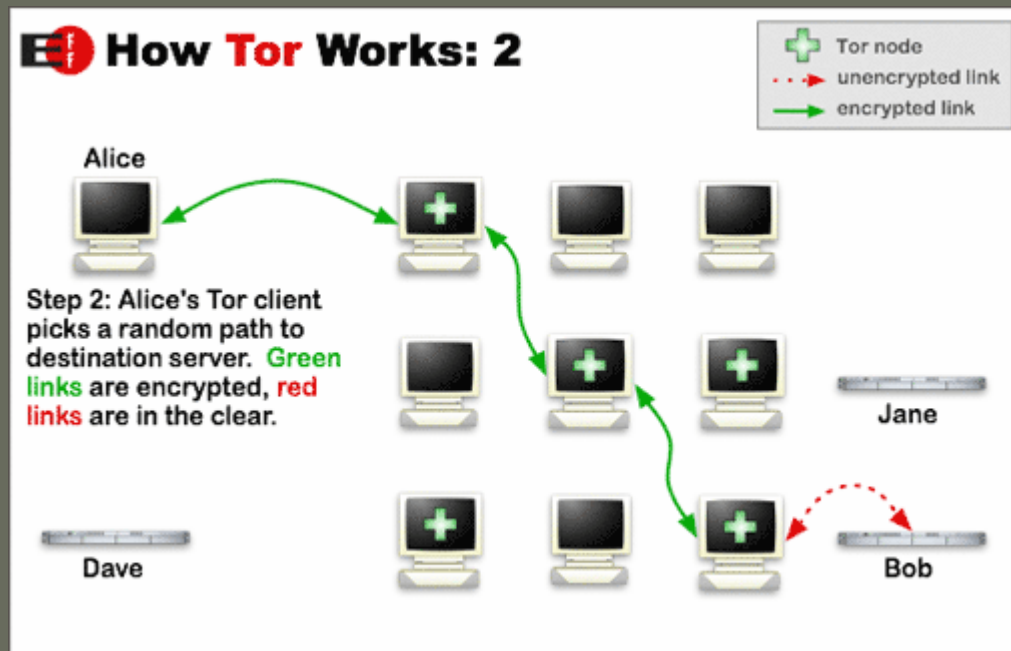 EFF How Tor Works: 2
Tor node
unencrypted link
encrypted link
Alice
Step 2: Alice's Tor client
picks a random path to
destination server. Green
links are encrypted, red
links are in the clear.
Jane
Dave
Bob